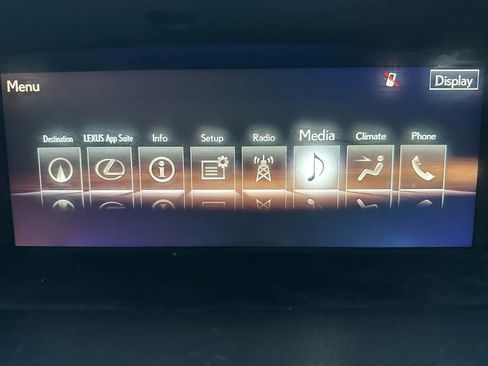 Menu
Display
Destination LEXUS App Suite Info Setup Radio Media Climate Phone